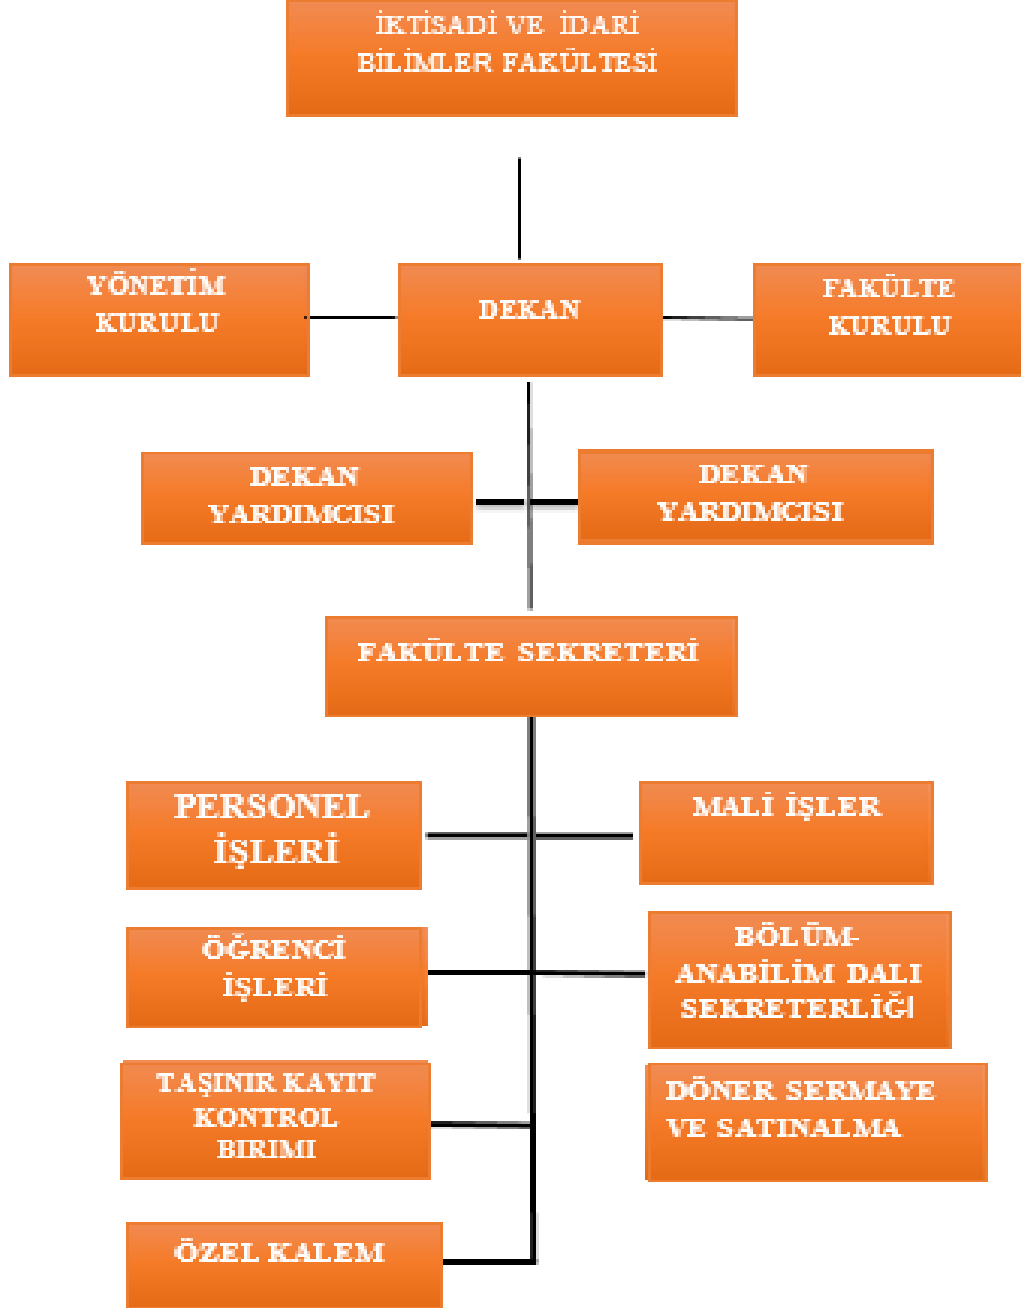 İKTİSADİ VE İDARİ
BİLİMLER FAKÜLTESİ
YÖNETİM
KURULU
DEKAN
FAKÜLTE
KURULU
DEKAN
YARDIMCISI
DEKAN
YARDIMCISI
FAKÜLTE SEKRETERİ
PERSONEL
İŞLERİ
MALİ İŞLER
ÖĞRENCİ
İŞLERİ
BÖLÜM-
ANABİLİM DALI
SEKRETERLİĞİ
TAŞINIR KAYIT
KONTROL
BIRIMI
DÖNER SERMAYE
VE SATINALMA
ÖZEL KALEM